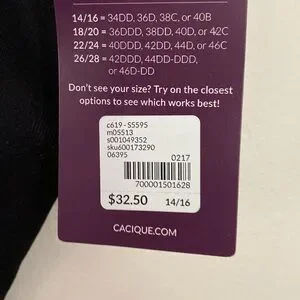 14/16 = 34DD, 36D, 38C, or 40B
18/20 = 36DDD, 38DD, 40D, or 42C
22/24 = 40DDD, 42DD, 44D, or 46C
26/28 = 42DDD, 44DD-DDD,
or 46D-DD
Don't see your size? Try on the closest
options to see which works best!
c619 - S5595
m05513
s001049352
sku600173290
06395 0217
700001501628
$32.50 14/16
CACIQUE.COM